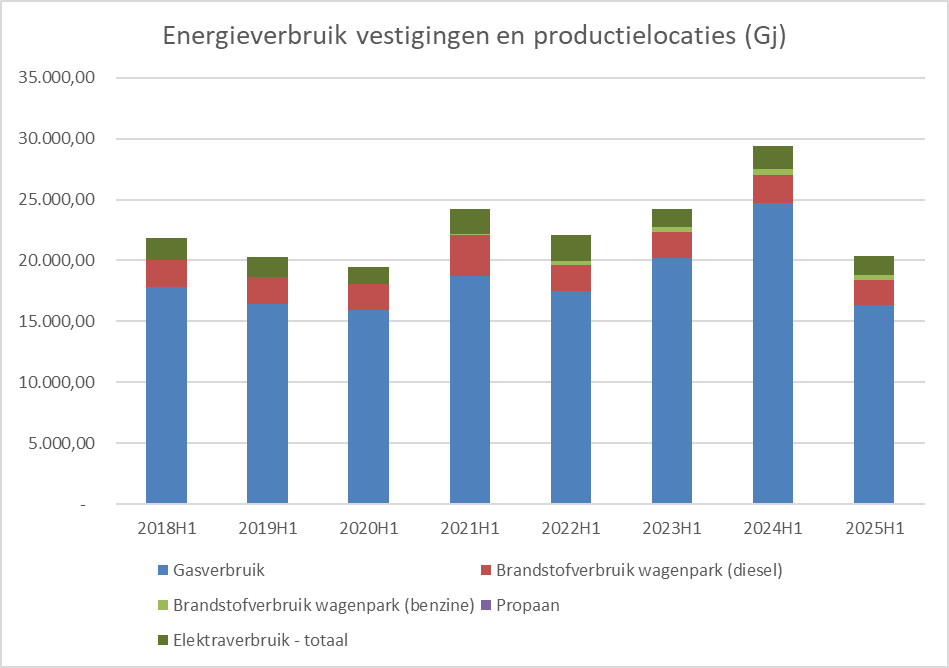 Energieverbruik vestigingen en productielocaties (Gj)
35.000,00
30.000,00
25.000,00
20.000,00
15.000,00
10.000,00
5.000,00
-
2018H1 2019H1 2020H1 2021H1 2022H1 2023H1 2024H1 2025H1
Gasverbruik Brandstofverbruik wagenpark (diesel)
Brandstofverbruik wagenpark (benzine) Propaan
Elektraverbruik - totaal